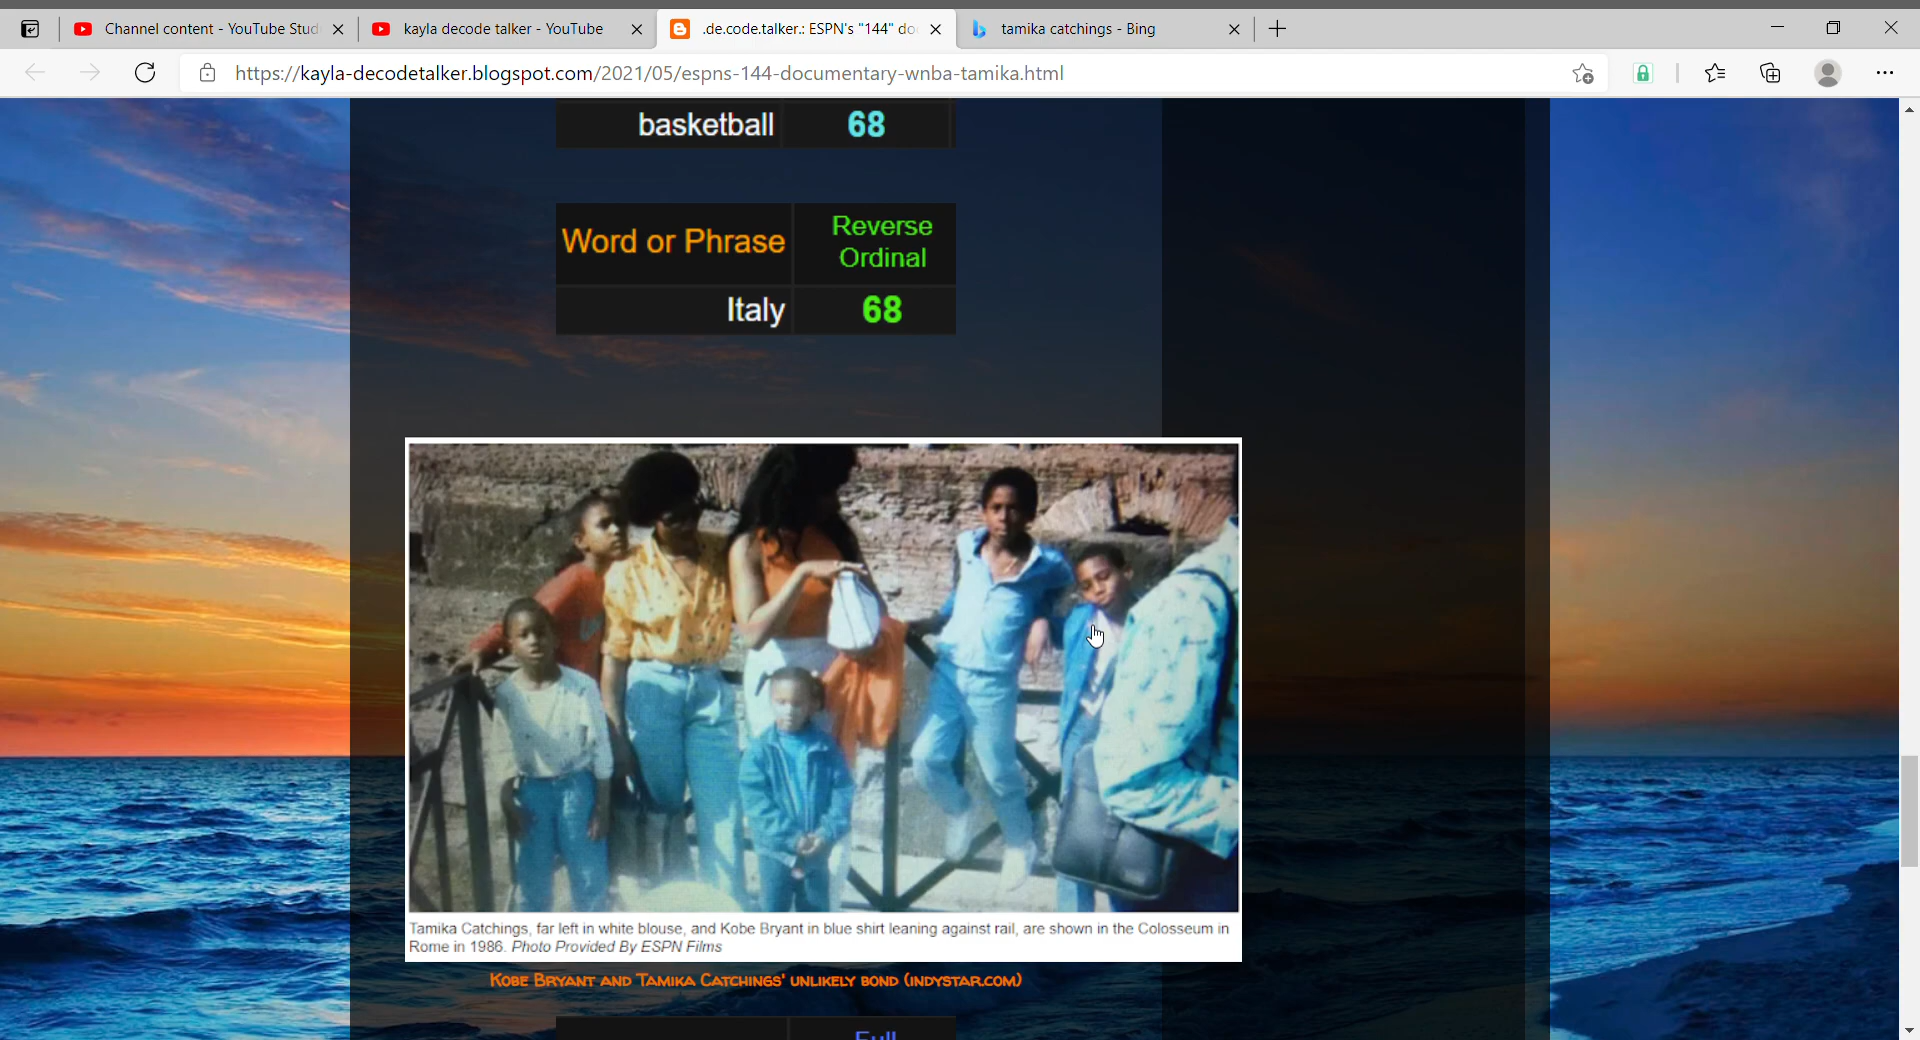 Channel content - YouTube Stud
kayla decode talker - YouTube
.de.code.talker.: ESPN's "144" do
tamika catchings - Bing
https://kayla-decodetalker.blogspot.com/2021/05/espns-144-documentary-wnba-tamika.html
basketball 68
Word or Phrase Reverse Ordinal
Italy 68
Tamika Catchings, far left in white blouse, and Kobe Bryant in blue shirt leaning against rail, are shown in the Colosseum in
Rome in 1986. Photo Provided By ESPN Films
Kobe Bryant and Tamika Catchings' unlikely bond (indystar.com)
Full